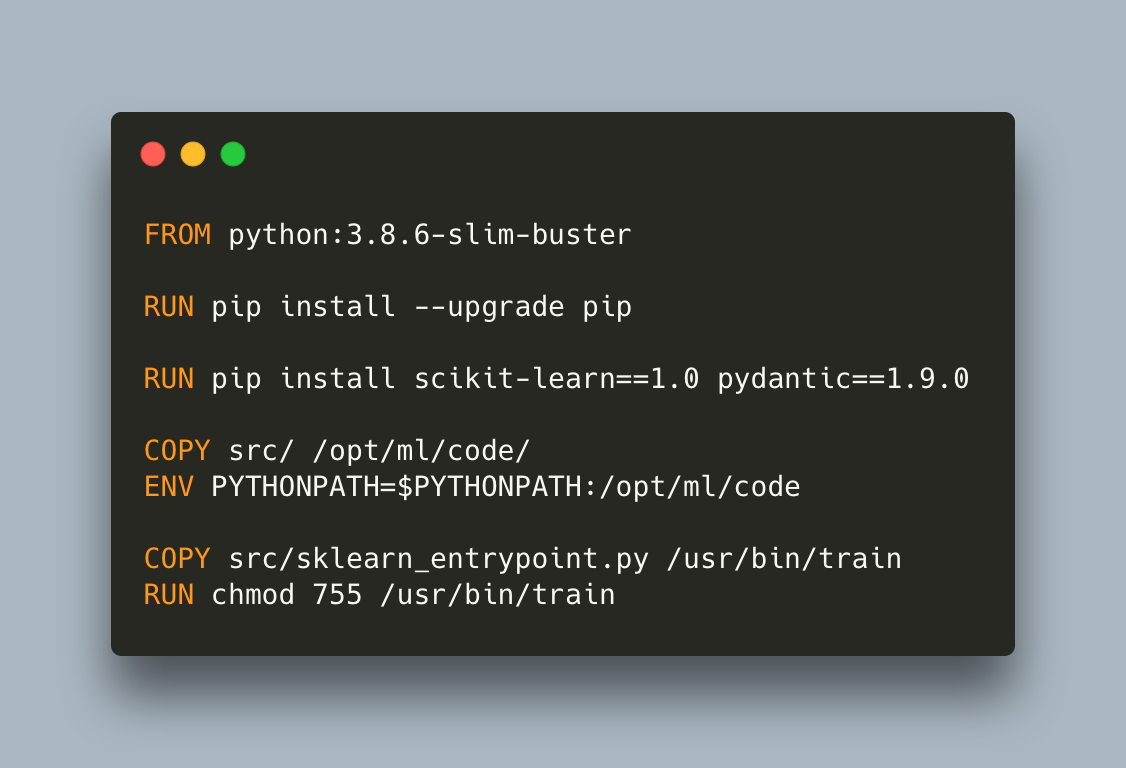 FROM python:3.8.6-slim-buster
RUN pip install --upgrade pip
RUN pip install scikit-learn==1.0 pydantic==1.9.0
COPY src/ /opt/ml/code/
ENV PYTHONPATH=$PYTHONPATH:/opt/ml/code
COPY src/sklearn_entrypoint.py /usr/bin/train
RUN chmod 755 /usr/bin/train